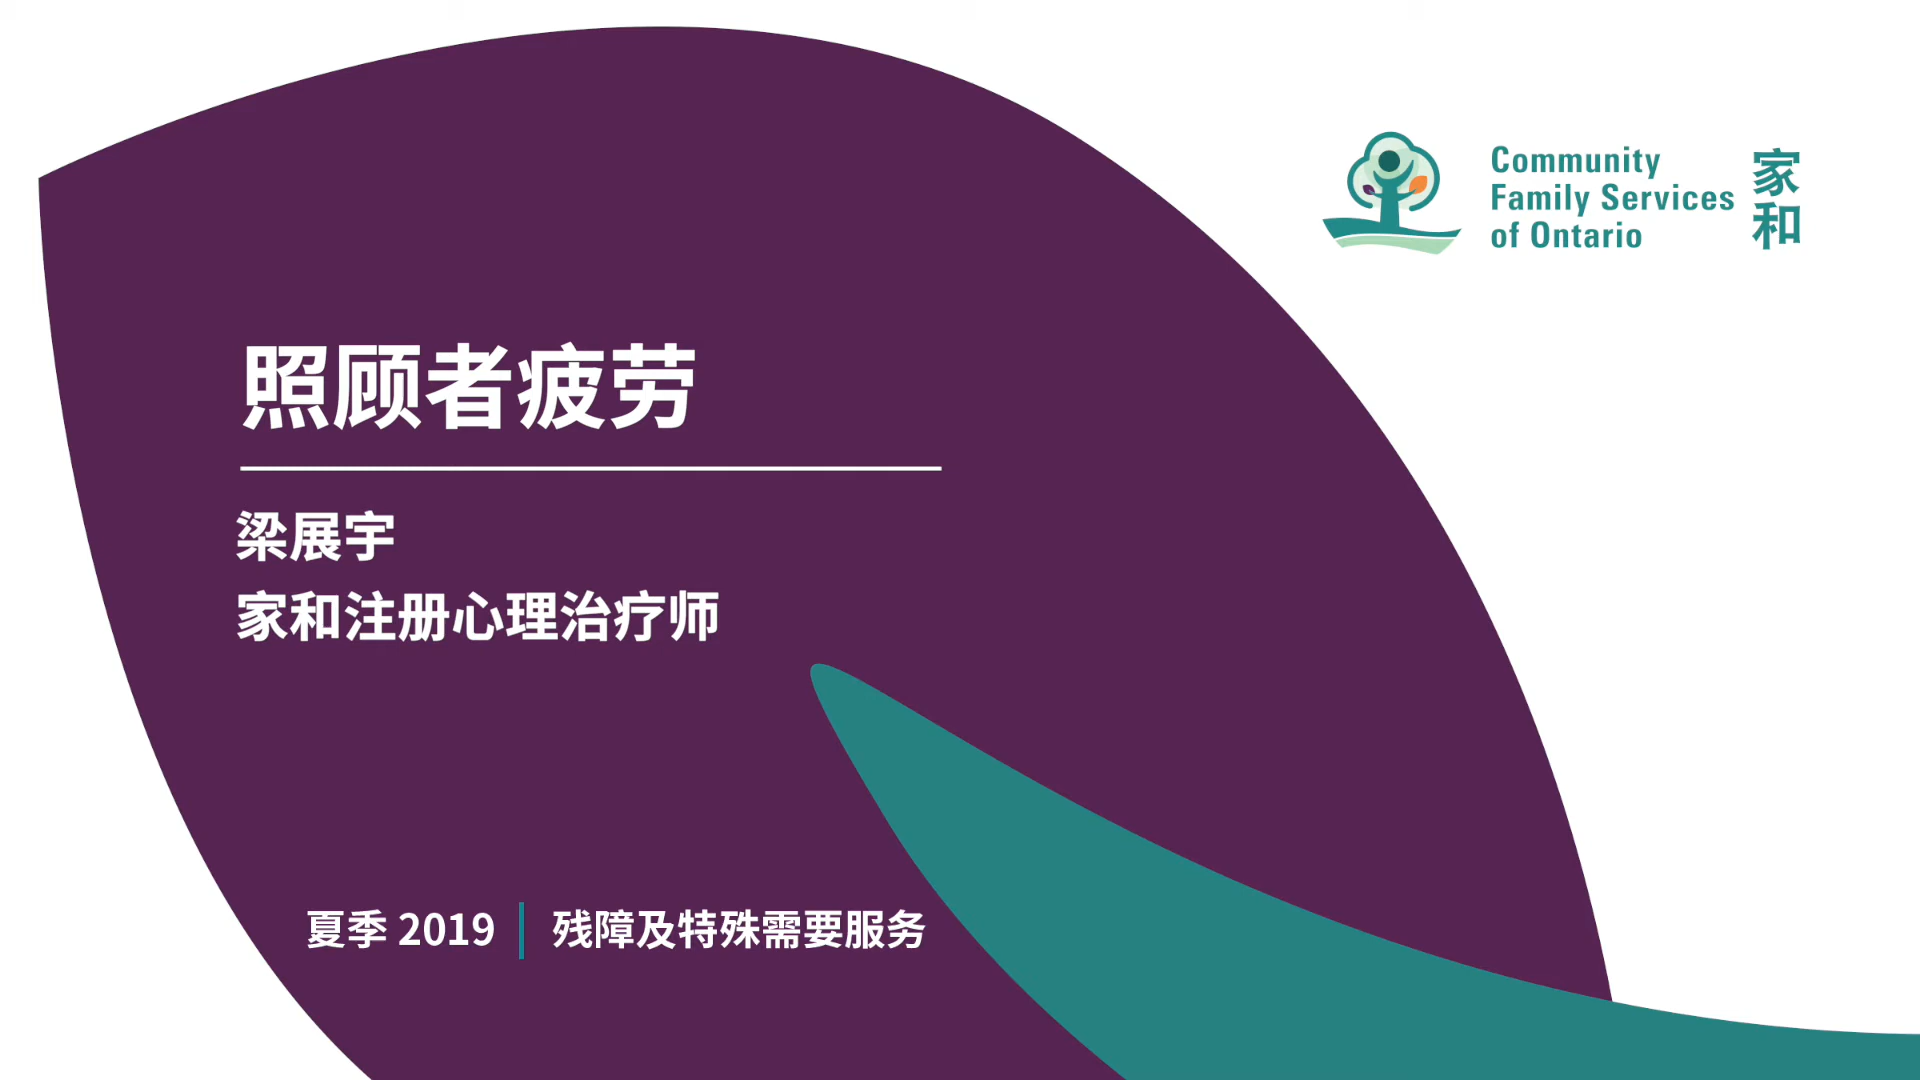 Community
Family Services
of Ontario
家和
照顾者疲劳
梁展宇
家和注册心理治疗师
夏季 2019
残障及特殊需要服务